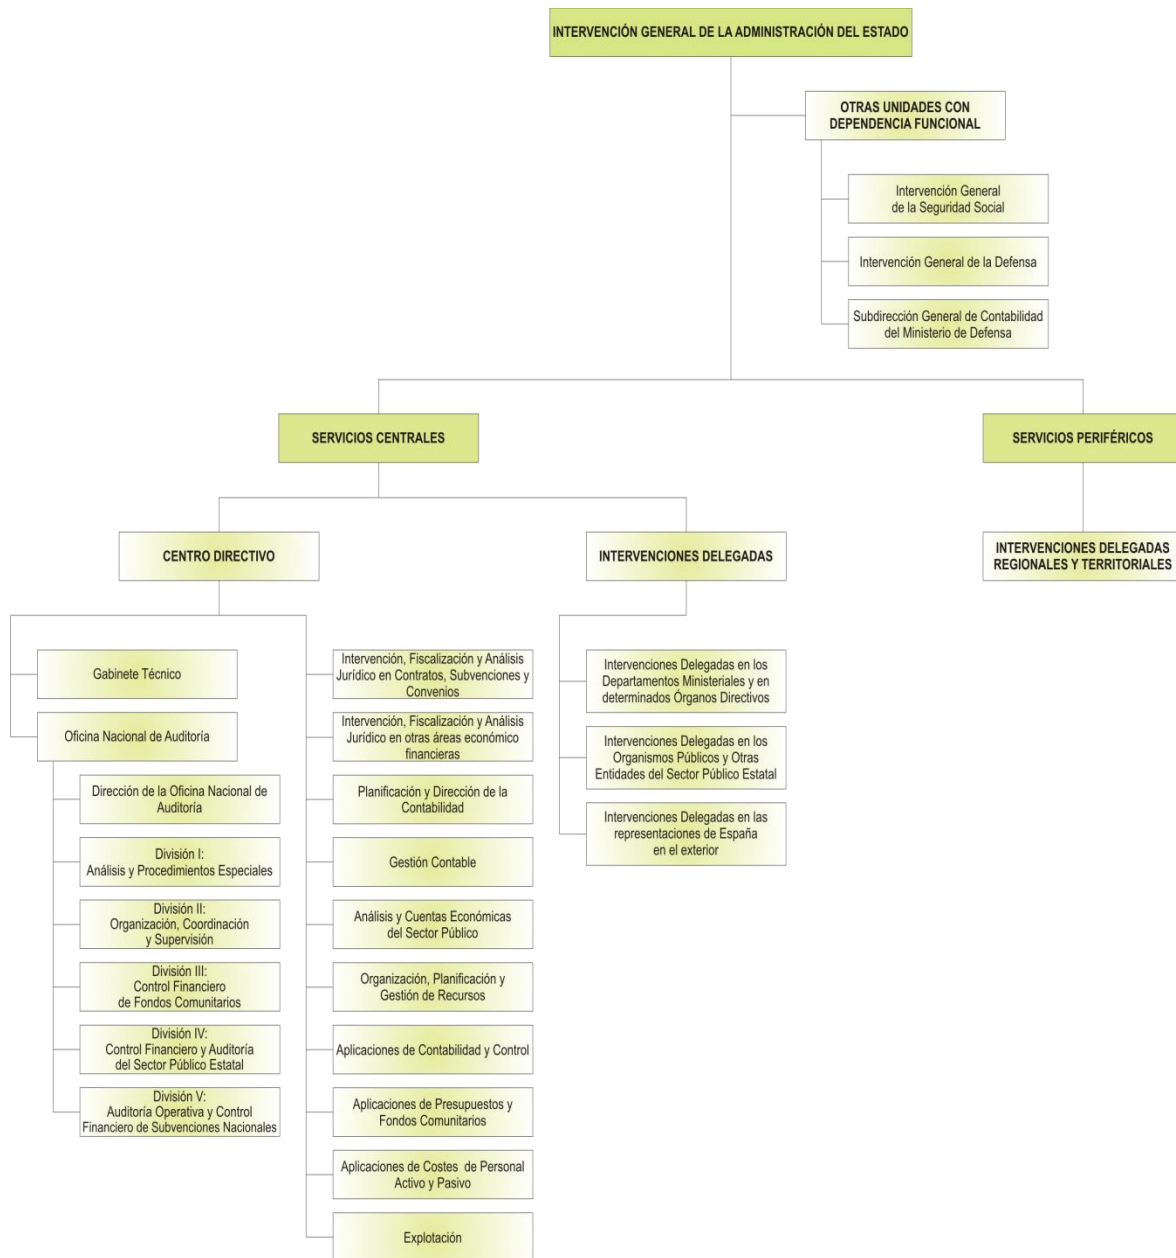 INTERVENCIÓN GENERAL DE LA ADMINISTRACIÓN DEL ESTADO
OTRAS UNIDADES CON
DEPENDENCIA FUNCIONAL
Intervención General
de la Seguridad Social
Intervención General de la Defensa
Subdirección General de Contabilidad
del Ministerio de Defensa
SERVICIOS CENTRALES
SERVICIOS PERIFÉRICOS
CENTRO DIRECTIVO
INTERVENCIONES DELEGADAS
INTERVENCIONES DELEGADAS
REGIONALES Y TERRITORIALES
Gabinete Técnico
Oficina Nacional de Auditoría
Dirección de la Oficina Nacional de
Auditoría
División I:
Análisis y Procedimientos Especiales
División II:
Organización, Coordinación
y Supervisión
División III:
Control Financiero
de Fondos Comunitarios
División IV:
Control Financiero y Auditoría
del Sector Público Estatal
División V:
Auditoría Operativa y Control
Financiero de Subvenciones Nacionales
Intervención, Fiscalización y Análisis
Jurídico en Contratos, Subvenciones y
Convenios
Intervención, Fiscalización y Análisis
Jurídico en otras áreas económico
financieras
Planificación y Dirección de la
Contabilidad
Gestión Contable
Análisis y Cuentas Económicas
del Sector Público
Organización, Planificación y
Gestión de Recursos
Aplicaciones de Contabilidad y Control
Aplicaciones de Presupuestos y
Fondos Comunitarios
Aplicaciones de Costes de Personal
Activo y Pasivo
Explotación
Intervenciones Delegadas en los
Departamentos Ministeriales y en
determinados Órganos Directivos
Intervenciones Delegadas en los
Organismos Públicos y Otras
Entidades del Sector Público Estatal
Intervenciones Delegadas en las
representaciones de España
en el exterior